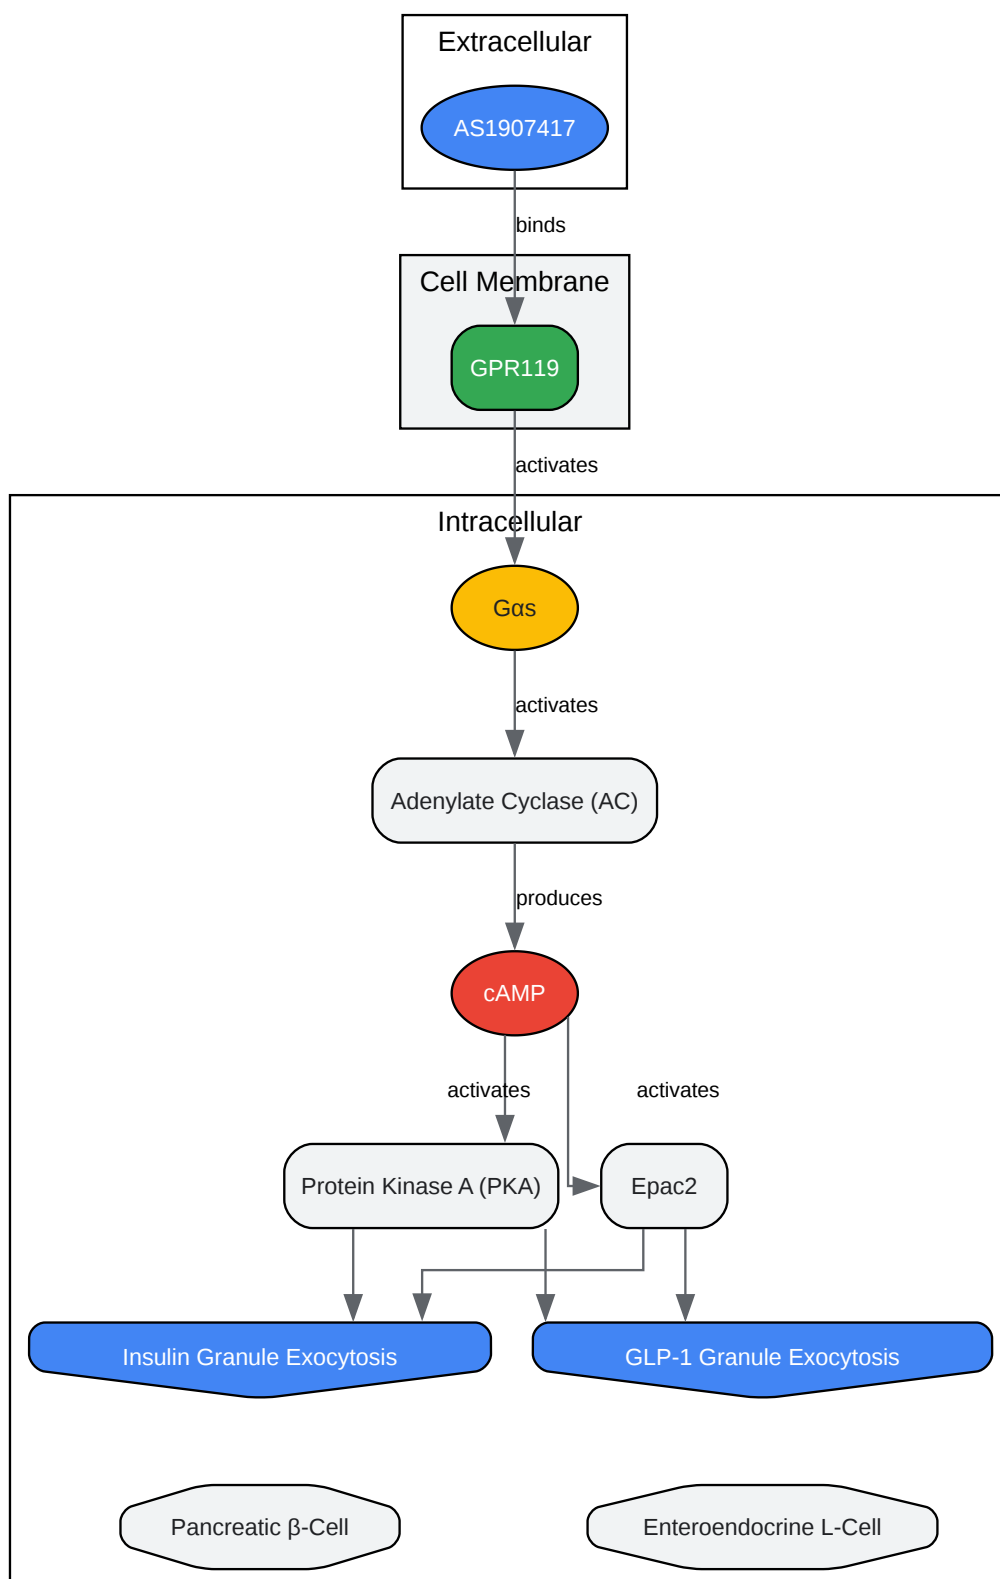 Extracellular
AS1907417
binds
Cell Membrane
GPR119
activates
Intracellular
Gαs
activates
Adenylate Cyclase (AC)
produces
cAMP
activates
activates
Protein Kinase A (PKA)
Epac2
Insulin Granule Exocytosis
GLP-1 Granule Exocytosis
Pancreatic β-Cell
Enteroendocrine L-Cell